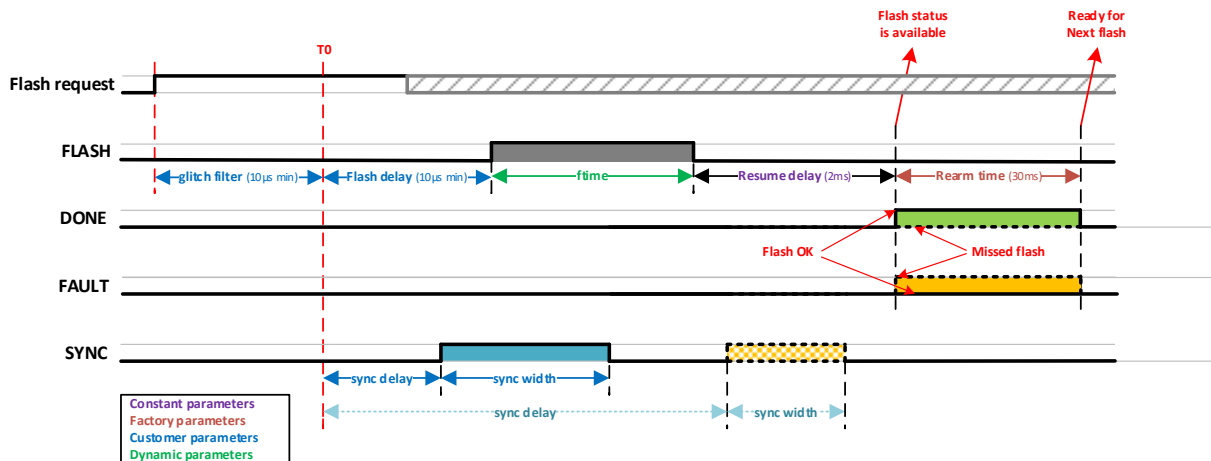 Flash status
is available
Ready for
Next flash
T0
Flash request
FLASH
glitch filter (10µs min)
Flash delay (10µs min)
ftime
Resume delay (2ms)
Rearm time (30ms)
DONE
Flash OK
Missed flash
FAULT
SYNC
sync delay
sync width
sync delay
sync width
Constant parameters
Factory parameters
Customer parameters
Dynamic parameters